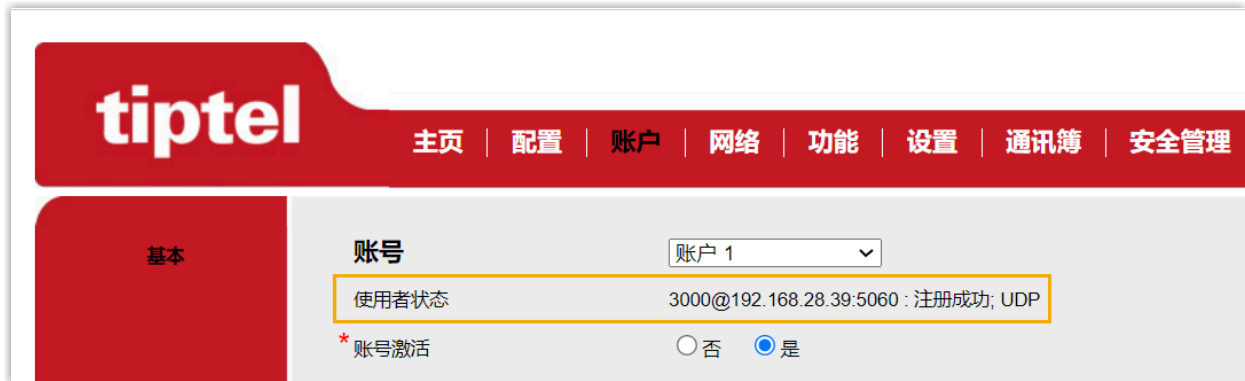 tiptel
主页 配置 账户 网络 功能 设置 通讯簿 安全管理
基本
账号 账户 1
使用者状态 3000@192.168.28.39:5060 : 注册成功; UDP
* 账号激活 否 是